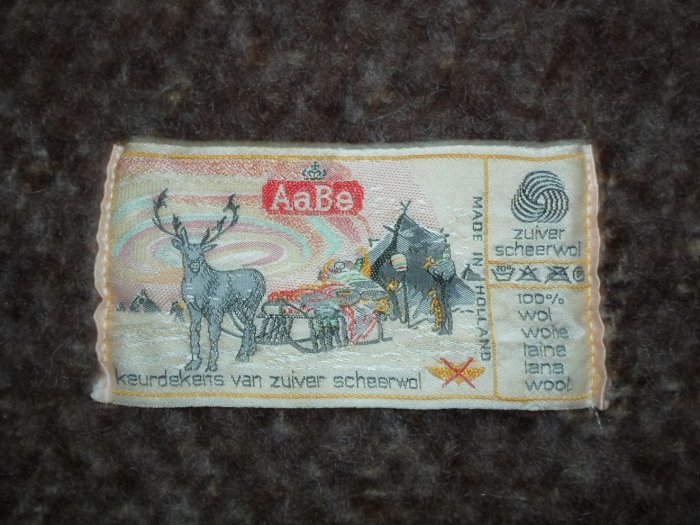 AaBe
MADE IN HOLLAND
keurdekens van zuiver scheerwol
zuiver
scheerwol
100%
wol
wolle
laine
lana
wool